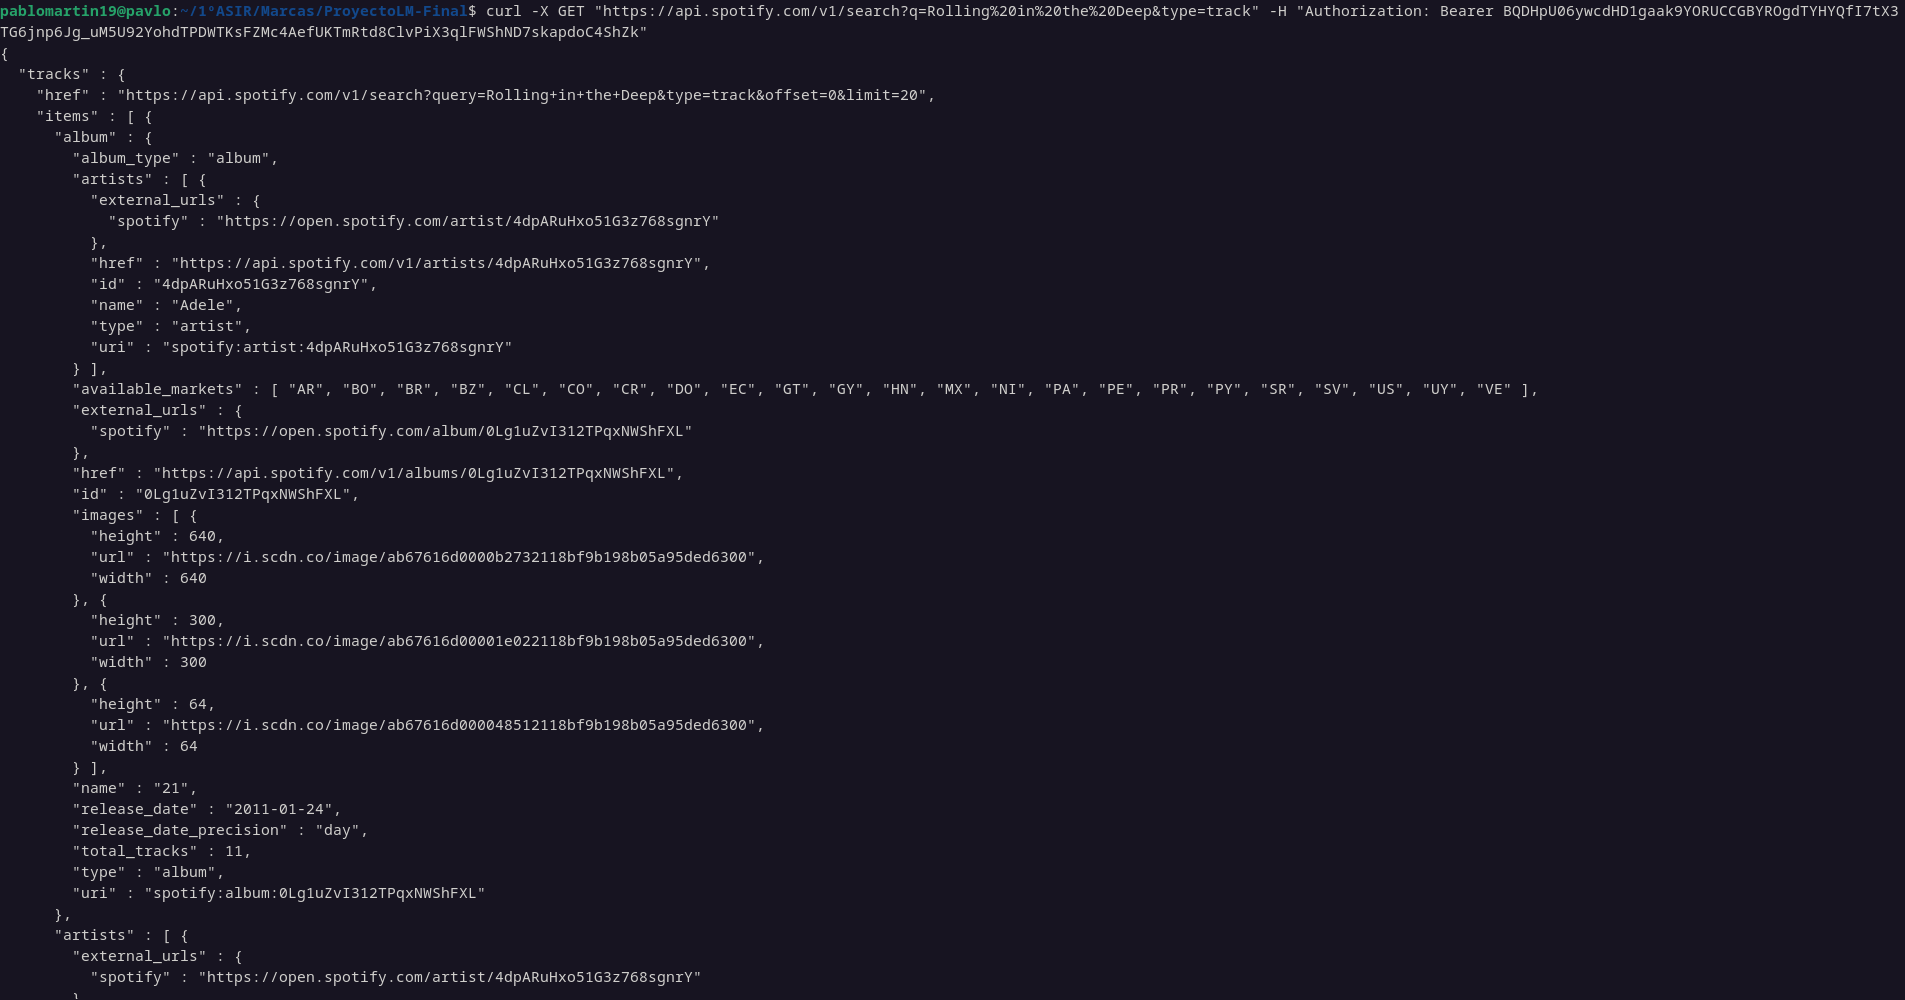 pablomartin19@pavlo:~/1ºASIR/Marcas/ProyectoLM-Final$ curl -X GET "https://api.spotify.com/v1/search?q=Rolling%20in%20the%20Deep&type=track" -H "Authorization: Bearer BQDHpU06ywcdHD1gaak9YORUCCGBYROgdTYHYQfI7tX3
TG6jnp6Jg_uM5U92YohdTPDWTKsFZMc4AefUKTmRtd8ClvPiX3qlFWShND7skapdoC4ShZk"
{
  "tracks" : {
    "href" : "https://api.spotify.com/v1/search?query=Rolling+in+the+Deep&type=track&offset=0&limit=20",
    "items" : [ {
      "album" : {
        "album_type" : "album",
        "artists" : [ {
          "external_urls" : {
            "spotify" : "https://open.spotify.com/artist/4dpARuHxo51G3z768sgnrY"
          },
          "href" : "https://api.spotify.com/v1/artists/4dpARuHxo51G3z768sgnrY",
          "id" : "4dpARuHxo51G3z768sgnrY",
          "name" : "Adele",
          "type" : "artist",
          "uri" : "spotify:artist:4dpARuHxo51G3z768sgnrY"
        } ],
        "available_markets" : [ "AR", "BO", "BR", "BZ", "CL", "CO", "CR", "DO", "EC", "GT", "GY", "HN", "MX", "NI", "PA", "PE", "PR", "PY", "SR", "SV", "US", "UY", "VE" ],
        "external_urls" : {
          "spotify" : "https://open.spotify.com/album/0Lg1uZvI312TPqxNWShFXL"
        },
        "href" : "https://api.spotify.com/v1/albums/0Lg1uZvI312TPqxNWShFXL",
        "id" : "0Lg1uZvI312TPqxNWShFXL",
        "images" : [ {
          "height" : 640,
          "url" : "https://i.scdn.co/image/ab67616d0000b2732118bf9b198b05a95ded6300",
          "width" : 640
        }, {
          "height" : 300,
          "url" : "https://i.scdn.co/image/ab67616d00001e022118bf9b198b05a95ded6300",
          "width" : 300
        }, {
          "height" : 64,
          "url" : "https://i.scdn.co/image/ab67616d000048512118bf9b198b05a95ded6300",
          "width" : 64
        } ],
        "name" : "21",
        "release_date" : "2011-01-24",
        "release_date_precision" : "day",
        "total_tracks" : 11,
        "type" : "album",
        "uri" : "spotify:album:0Lg1uZvI312TPqxNWShFXL"
      },
      "artists" : [ {
        "external_urls" : {
          "spotify" : "https://open.spotify.com/artist/4dpARuHxo51G3z768sgnrY"
        }